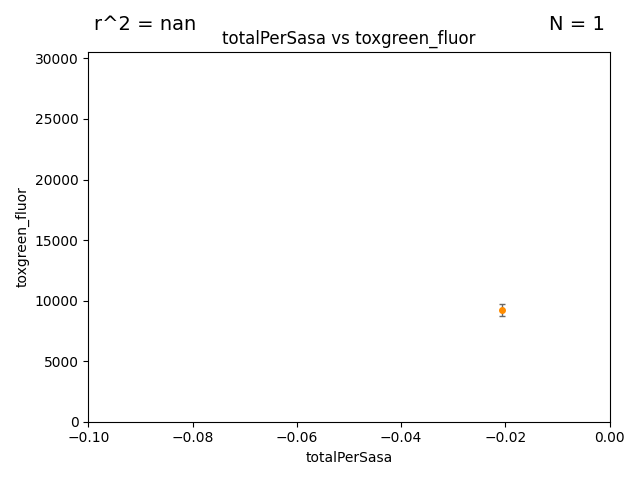 r^2 = nan
N = 1
totalPerSasa vs toxgreen_fluor
30000
25000
20000
15000
10000
5000
0
toxgreen_fluor
−0.10
−0.08
−0.06
−0.04
−0.02
0.00
totalPerSasa